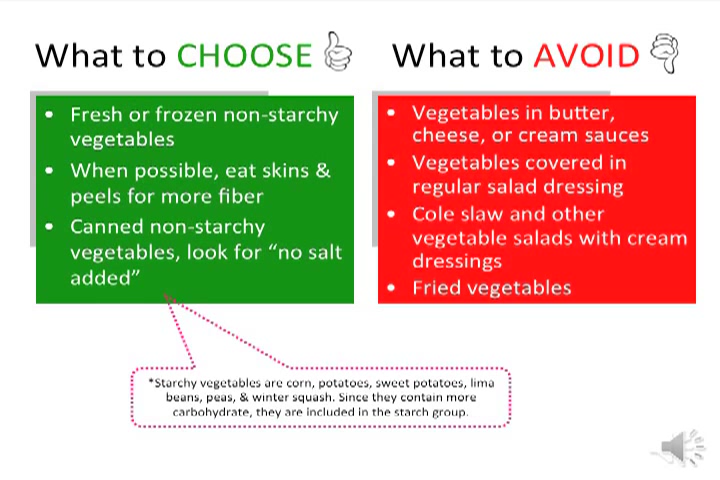 What to CHOOSE
• Fresh or frozen non-starchy
vegetables
• When possible, eat skins &
peels for more fiber
• Canned non-starchy
vegetables, look for “no salt
added”
What to AVOID
• Vegetables in butter,
cheese, or cream sauces
• Vegetables covered in
regular salad dressing
• Cole slaw and other
vegetable salads with cream
dressings
• Fried vegetables
*Starchy vegetables are corn, potatoes, sweet potatoes, lima
beans, peas, & winter squash. Since they contain more
carbohydrate, they are included in the starch group.